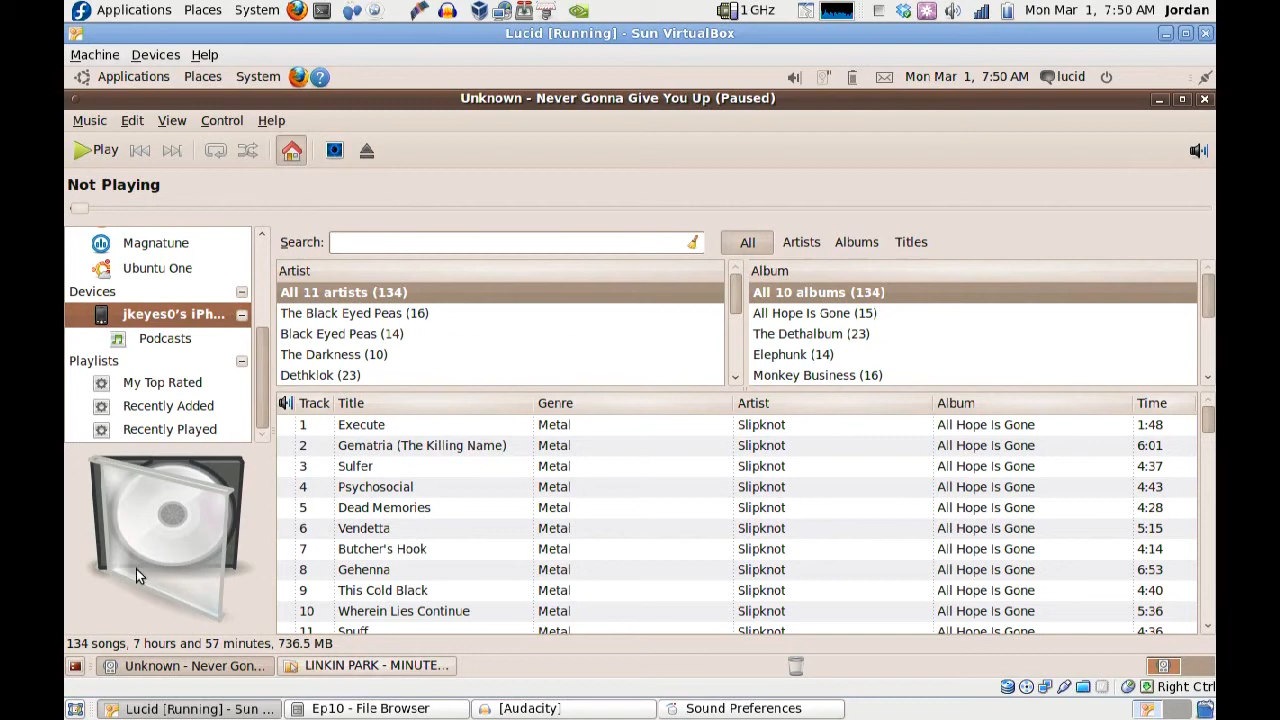 Applications Places System 1 GHz Mon Mar 1, 7:50 AM Jordan
Lucid [Running] - Sun VirtualBox
Machine Devices Help
Applications Places System ? Mon Mar 1, 7:50 AM lucid
Unknown - Never Gonna Give You Up (Paused)
Music Edit View Control Help
Play
Not Playing
Magnatune
Ubuntu One
Devices
jkeyes0's iPh...
Podcasts
Playlists
My Top Rated
Recently Added
Recently Played
Search: All Artists Albums Titles
Artist
All 11 artists (134)
The Black Eyed Peas (16)
Black Eyed Peas (14)
The Darkness (10)
Dethklok (23)
Album
All 10 albums (134)
All Hope Is Gone (15)
The Dethalbum (23)
Elephunk (14)
Monkey Business (16)
Track Title Genre Artist Album Time
1 Execute Metal Slipknot All Hope Is Gone 1:48
2 Gematria (The Killing Name) Metal Slipknot All Hope Is Gone 6:01
3 Sulfer Metal Slipknot All Hope Is Gone 4:37
4 Psychosocial Metal Slipknot All Hope Is Gone 4:43
5 Dead Memories Metal Slipknot All Hope Is Gone 4:28
6 Vendetta Metal Slipknot All Hope Is Gone 5:15
7 Butcher's Hook Metal Slipknot All Hope Is Gone 4:14
8 Gehenna Metal Slipknot All Hope Is Gone 6:53
9 This Cold Black Metal Slipknot All Hope Is Gone 4:40
10 Wherein Lies Continue Metal Slipknot All Hope Is Gone 5:36
11 Snuff Metal Slipknot All Hope Is Gone 4:36
134 songs, 7 hours and 57 minutes, 736.5 MB
Unknown - Never Gon... LINKIN PARK - MINUTE...
Right Ctrl
Lucid [Running] - Sun ... Ep10 - File Browser [Audacity] Sound Preferences